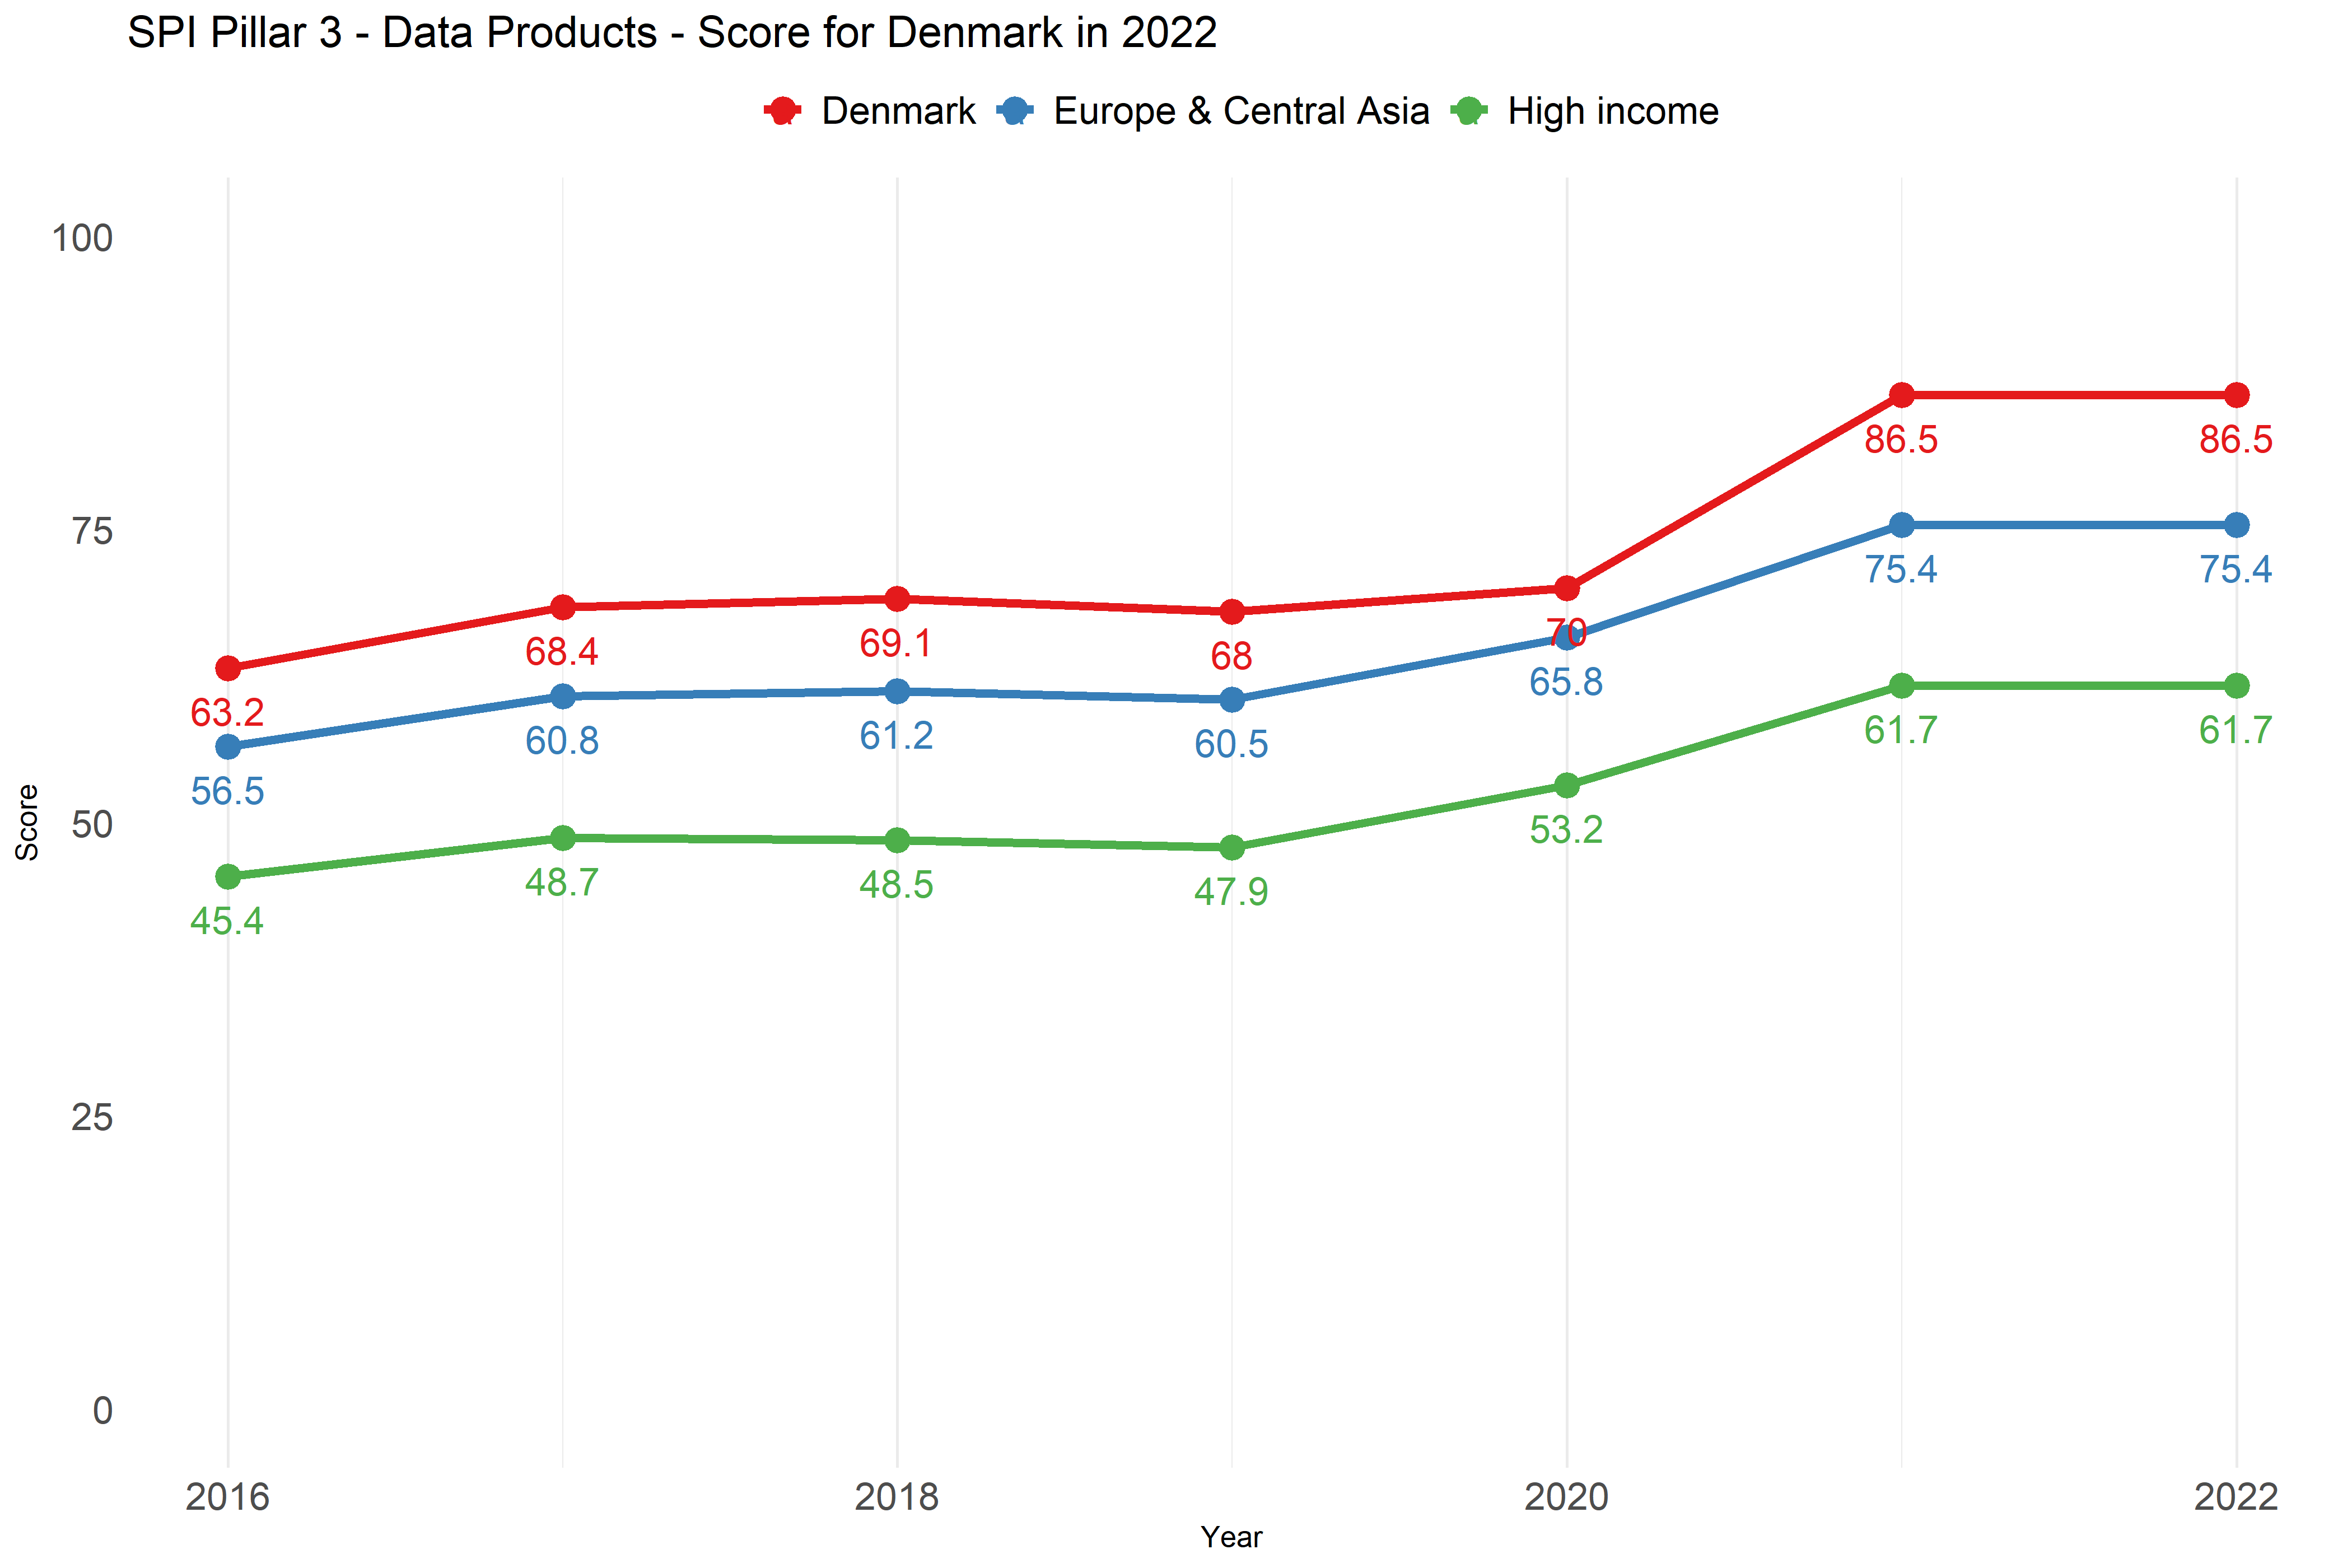 SPI Pillar 3 - Data Products - Score for Denmark in 2022
Denmark Europe & Central Asia High income
100
75
50
25
0
Score
63.2 68.4 69.1 68 70 86.5 86.5
56.5 60.8 61.2 60.5 65.8 75.4 75.4
45.4 48.7 48.5 47.9 53.2 61.7 61.7
2016 2018 2020 2022
Year